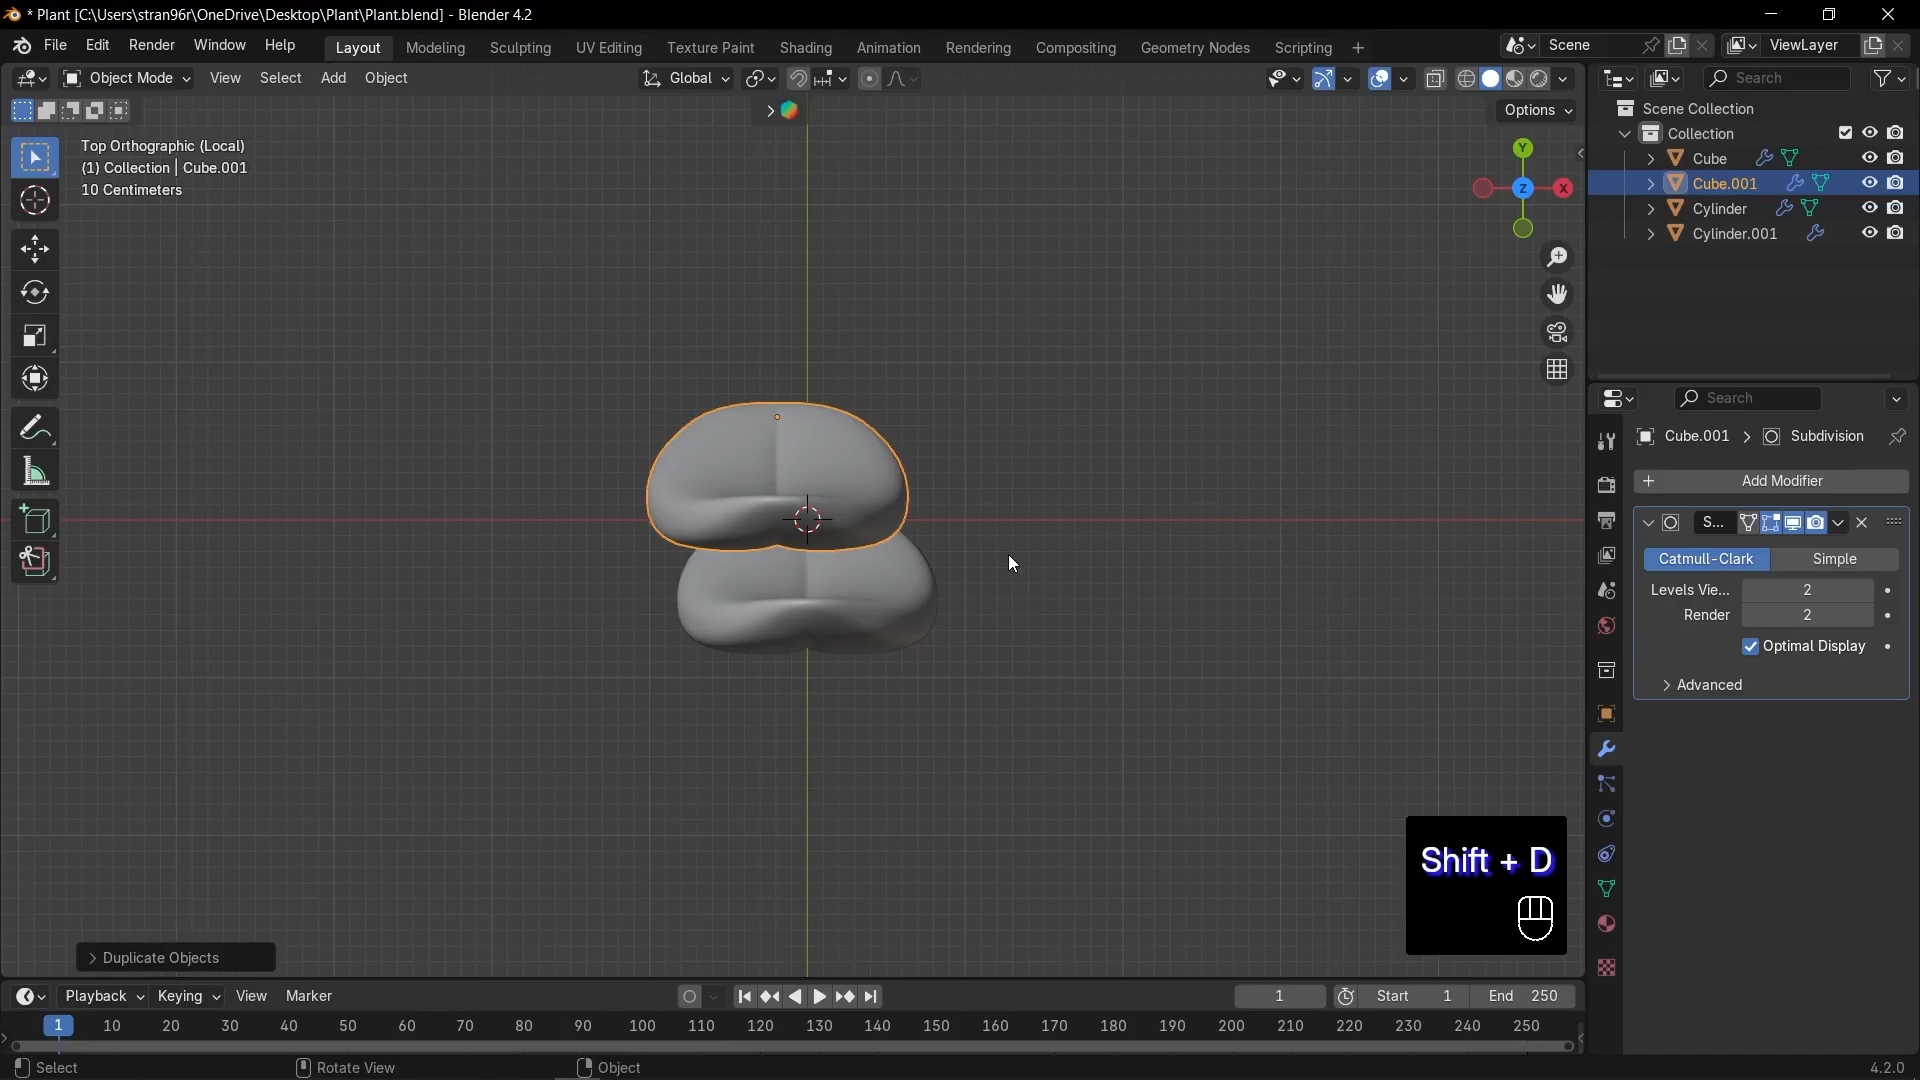 * Plant [C:\Users\stran96r\OneDrive\Desktop\Plant\Plant.blend] - Blender 4.2
File Edit Render Window Help Layout Modeling Sculpting UV Editing Texture Paint Shading Animation Rendering Compositing Geometry Nodes Scripting + Scene ViewLayer
Object Mode View Select Add Object Global Search
Options
Top Orthographic (Local)
(1) Collection | Cube.001
10 Centimeters
Y
Z X
Scene Collection
Collection
Cube
Cube.001
Cylinder
Cylinder.001
Search
Cube.001 > Subdivision
+ Add Modifier
S...
Catmull-Clark Simple
Levels Vie... 2
Render 2
Optimal Display
> Advanced
Shift + D
> Duplicate Objects
Playback Keying View Marker 1 Start 1 End 250
1 10 20 30 40 50 60 70 80 90 100 110 120 130 140 150 160 170 180 190 200 210 220 230 240 250
Select Rotate View Object 4.2.0